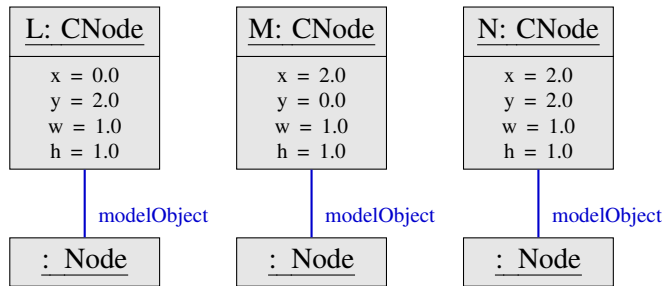 L: CNode
x = 0.0
y = 2.0
w = 1.0
h = 1.0
modelObject
: Node
M: CNode
x = 2.0
y = 0.0
w = 1.0
h = 1.0
modelObject
: Node
N: CNode
x = 2.0
y = 2.0
w = 1.0
h = 1.0
modelObject
: Node